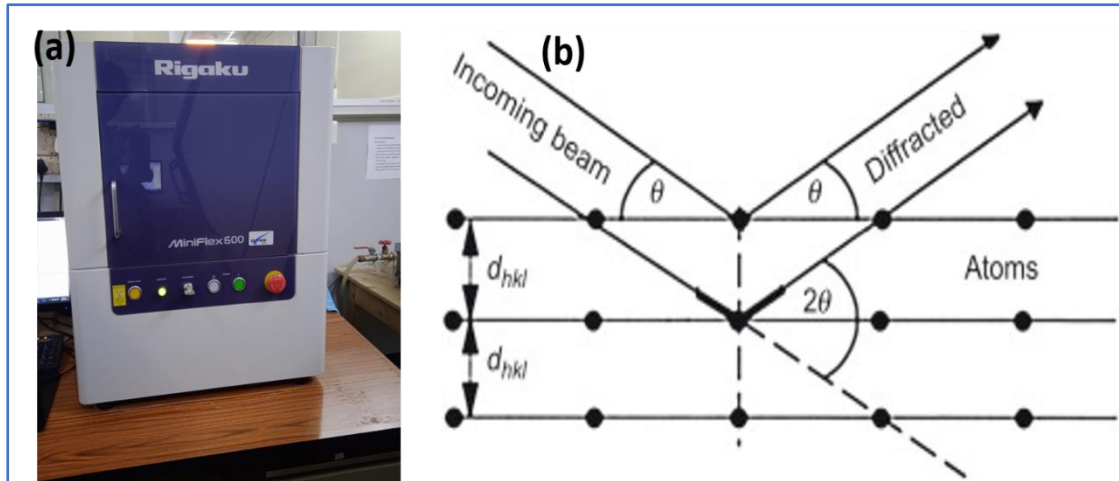 (a)
Rigaku
MiniFlex600
(b)
Incoming beam
Diffracted
θ
θ
d_hkl
Atoms
2θ
d_hkl